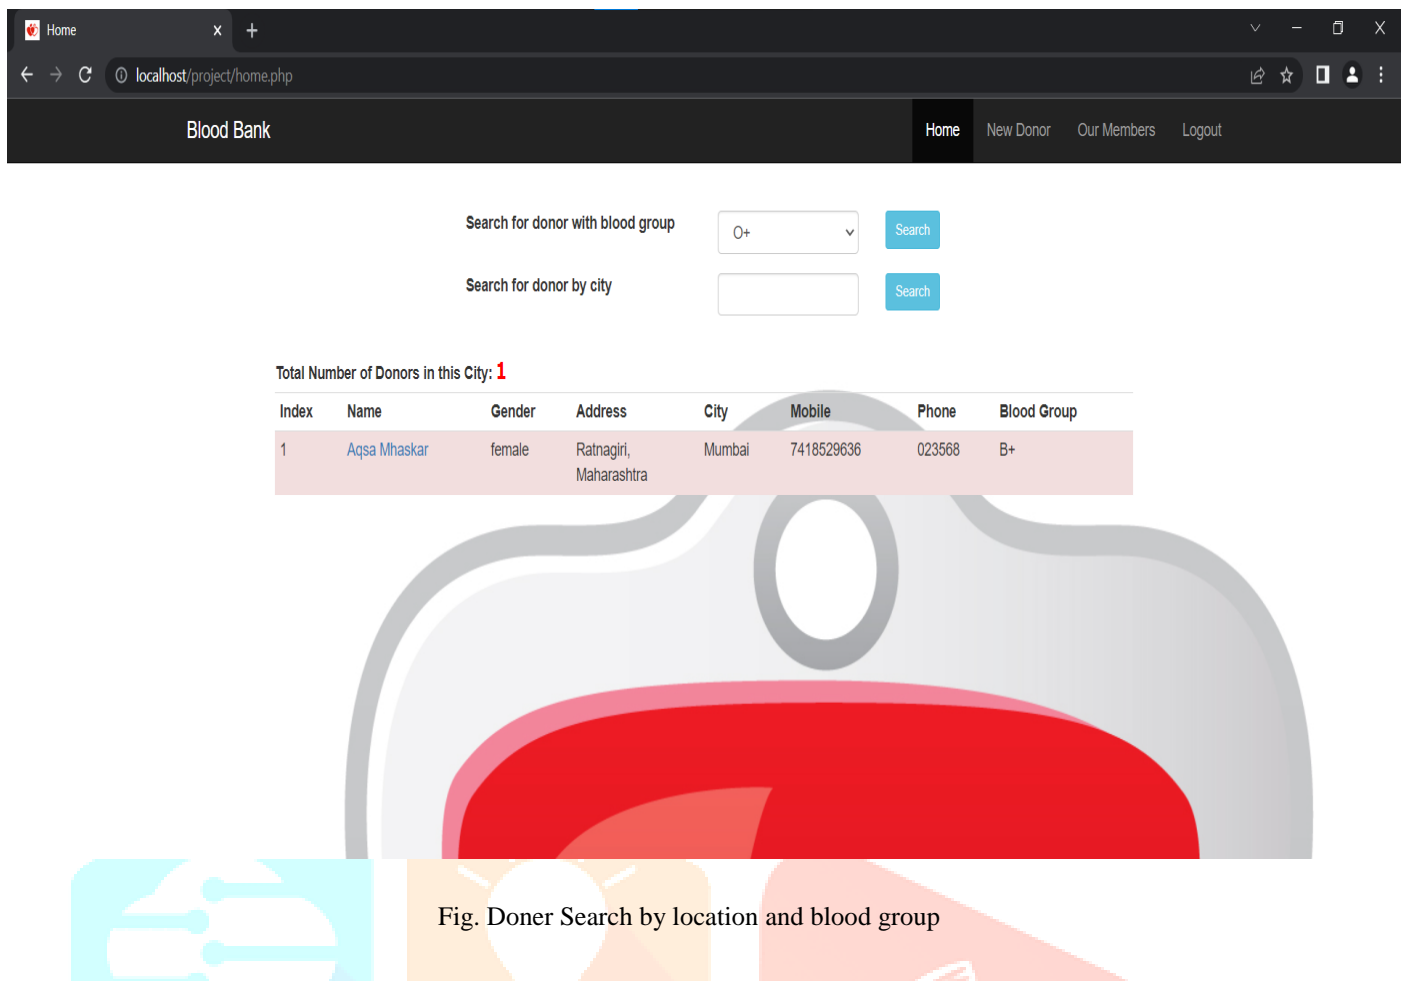 Home
localhost/project/home.php
Blood Bank Home New Donor Our Members Logout
Search for donor with blood group O+ Search
Search for donor by city Search
Total Number of Donors in this City: 1
Index Name Gender Address City Mobile Phone Blood Group
1 Aqsa Mhaskar female Ratnagiri, Mumbai 7418529636 023568 B+
Maharashtra
Fig. Doner Search by location and blood group